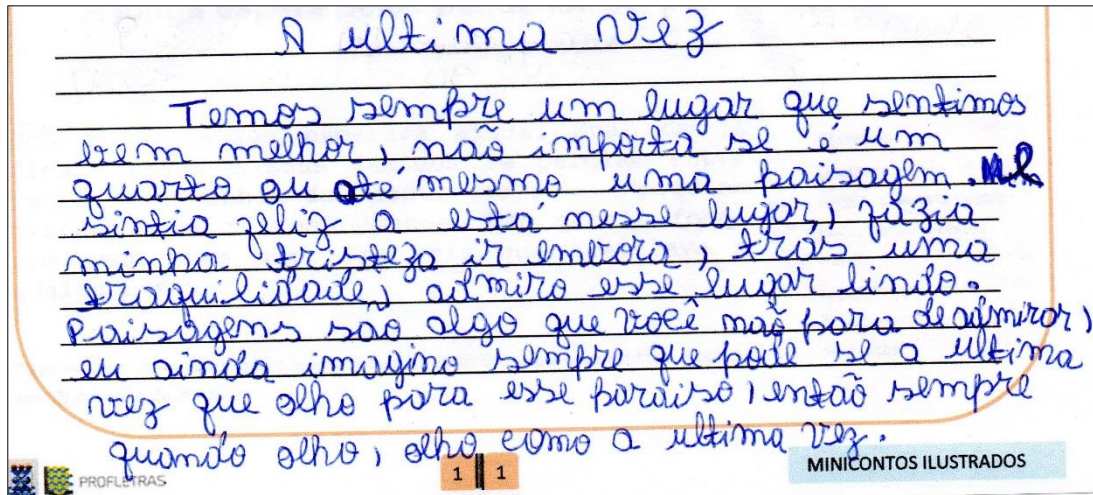 A ultima vez
Temos sempre um lugar que sentimos
bem melhor, não importa se é um
quarto ou até mesmo uma paisagem. Me
sintia feliz a está nesse lugar, fazia
minha tristeza ir embora, trás uma
traquilidade, admiro esse lugar lindo.
Paisagens são algo que você não para de admirar,
eu ainda imagino sempre que pode se a ultima
vez que olho para esse paraiso, então sempre
quando olho, olho como a ultima vez.
PROFLETRAS
1 1
MINICONTOS ILUSTRADOS